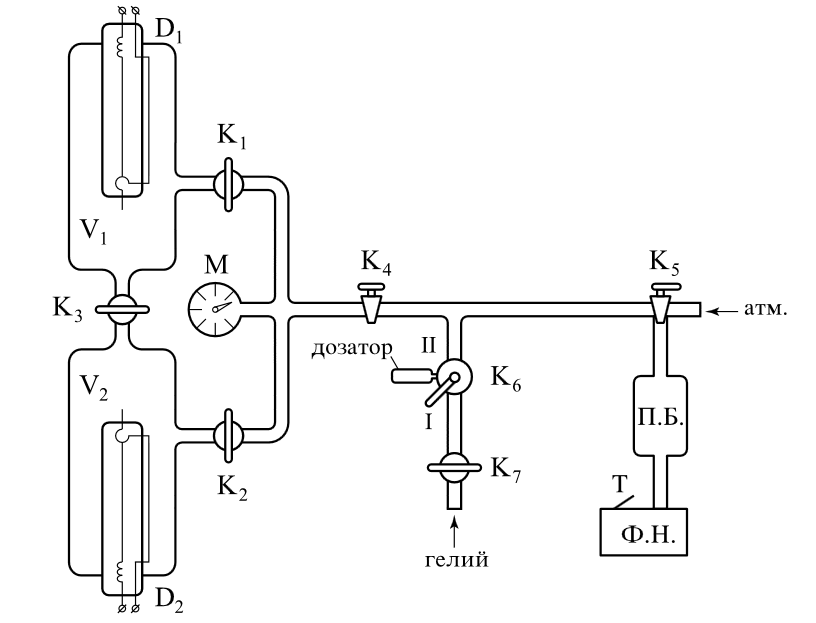 D₁
K₁
V₁
M
K₄
K₅
K₃
атм.
дозатор
II
K₆
V₂
I
П.Б.
K₂
K₇
T
Ф.Н.
гелий
D₂